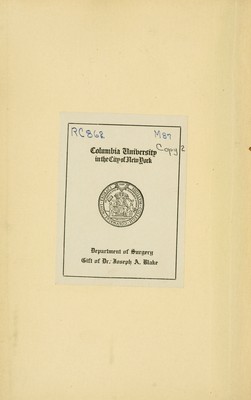 RC862 M87
Copy 2
Columbia University
in the City of New York
Department of Surgery
Gift of Dr. Joseph A. Blake